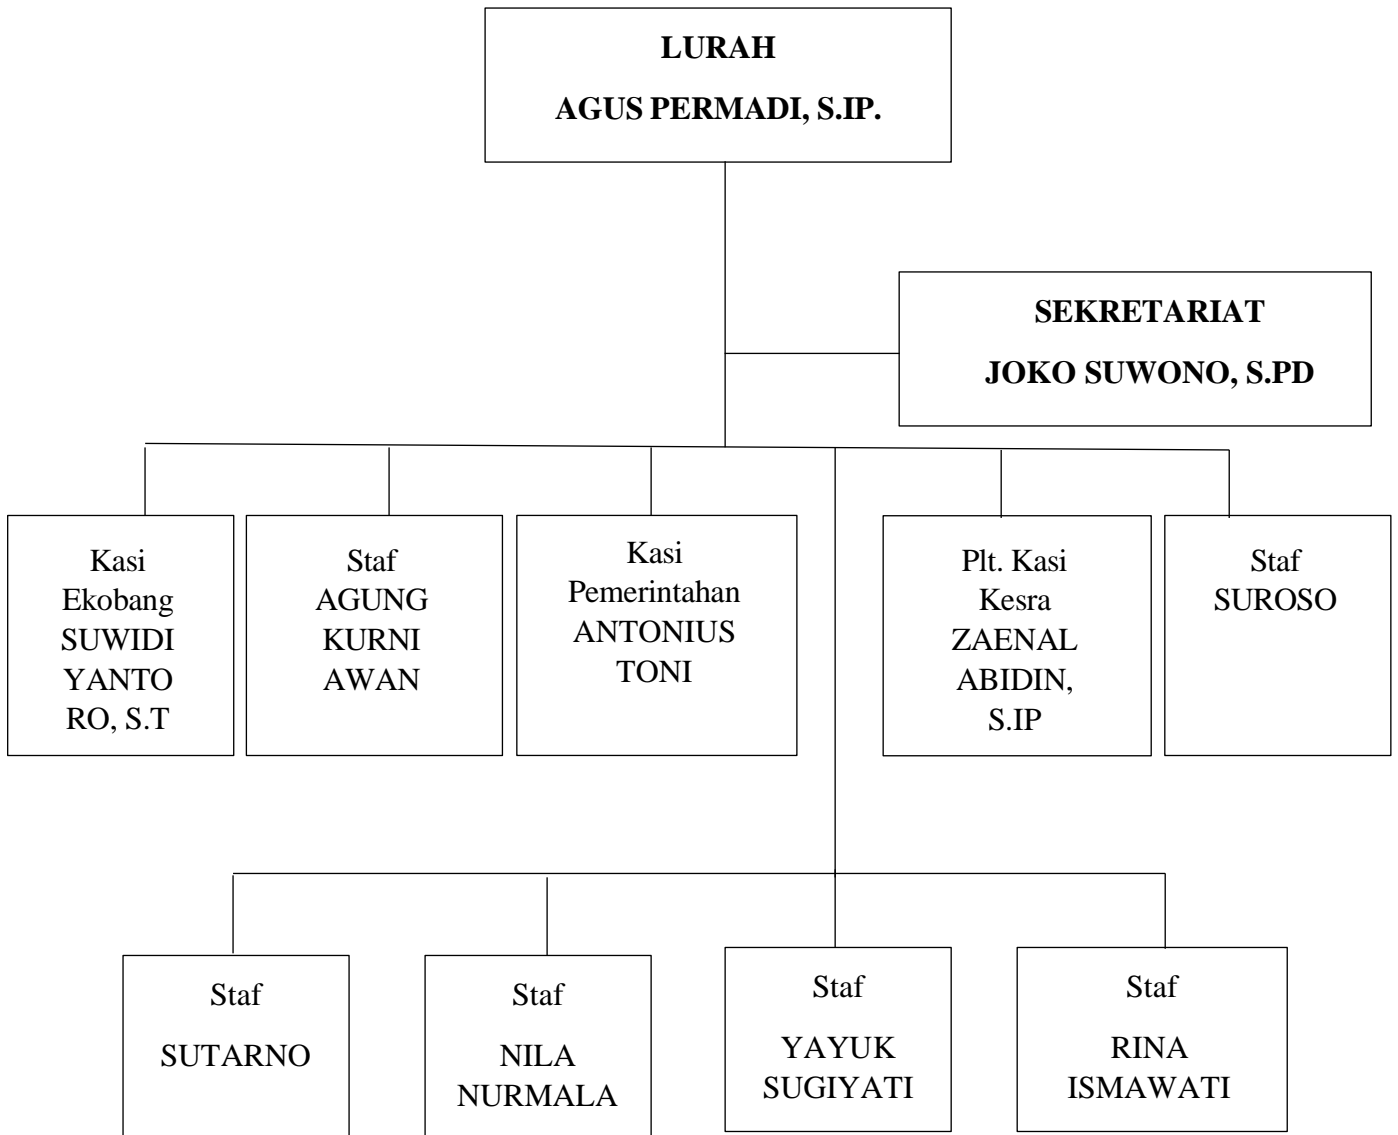 LURAH
AGUS PERMADI, S.IP.
SEKRETARIAT
JOKO SUWONO, S.PD
Kasi
Ekobang
SUWIDI
YANTO
RO, S.T
Staf
AGUNG
KURNI
AWAN
Kasi
Pemerintahan
ANTONIUS
TONI
Plt. Kasi
Kesra
ZAENAL
ABIDIN,
S.IP
Staf
SUROSO
Staf
SUTARNO
Staf
NILA
NURMALA
Staf
YAYUK
SUGIYATI
Staf
RINA
ISMAWATI